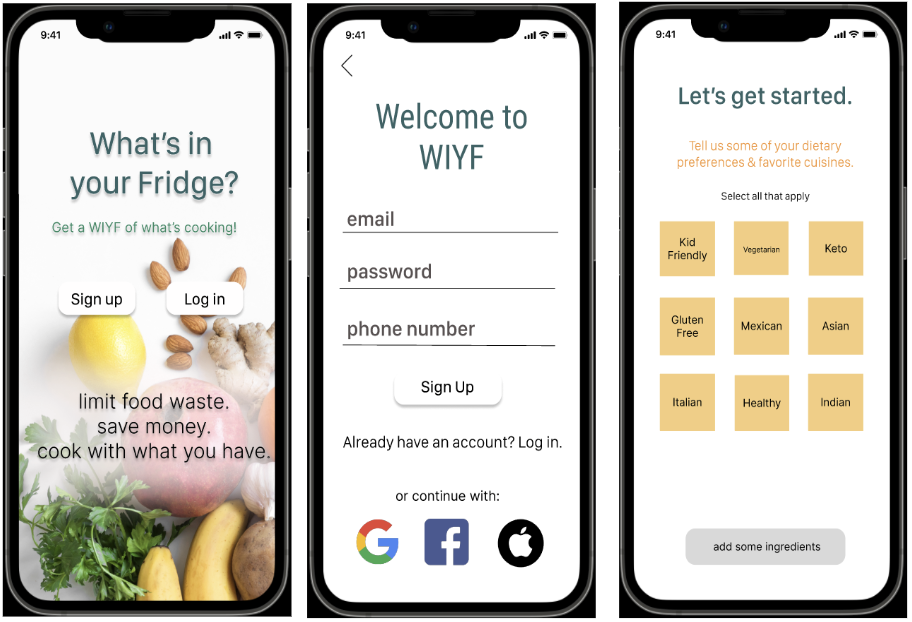 9:41
What's in
your Fridge?
Get a WIYF of what's cooking!
Sign up
Log in
limit food waste.
save money.
cook with what you have.
9:41
Welcome to
WIYF
email
password
phone number
Sign Up
Already have an account? Log in.
or continue with:
9:41
Let's get started.
Tell us some of your dietary
preferences & favorite cuisines.
Select all that apply
Kid
Friendly
Vegetarian
Keto
Gluten
Free
Mexican
Asian
Italian
Healthy
Indian
add some ingredients